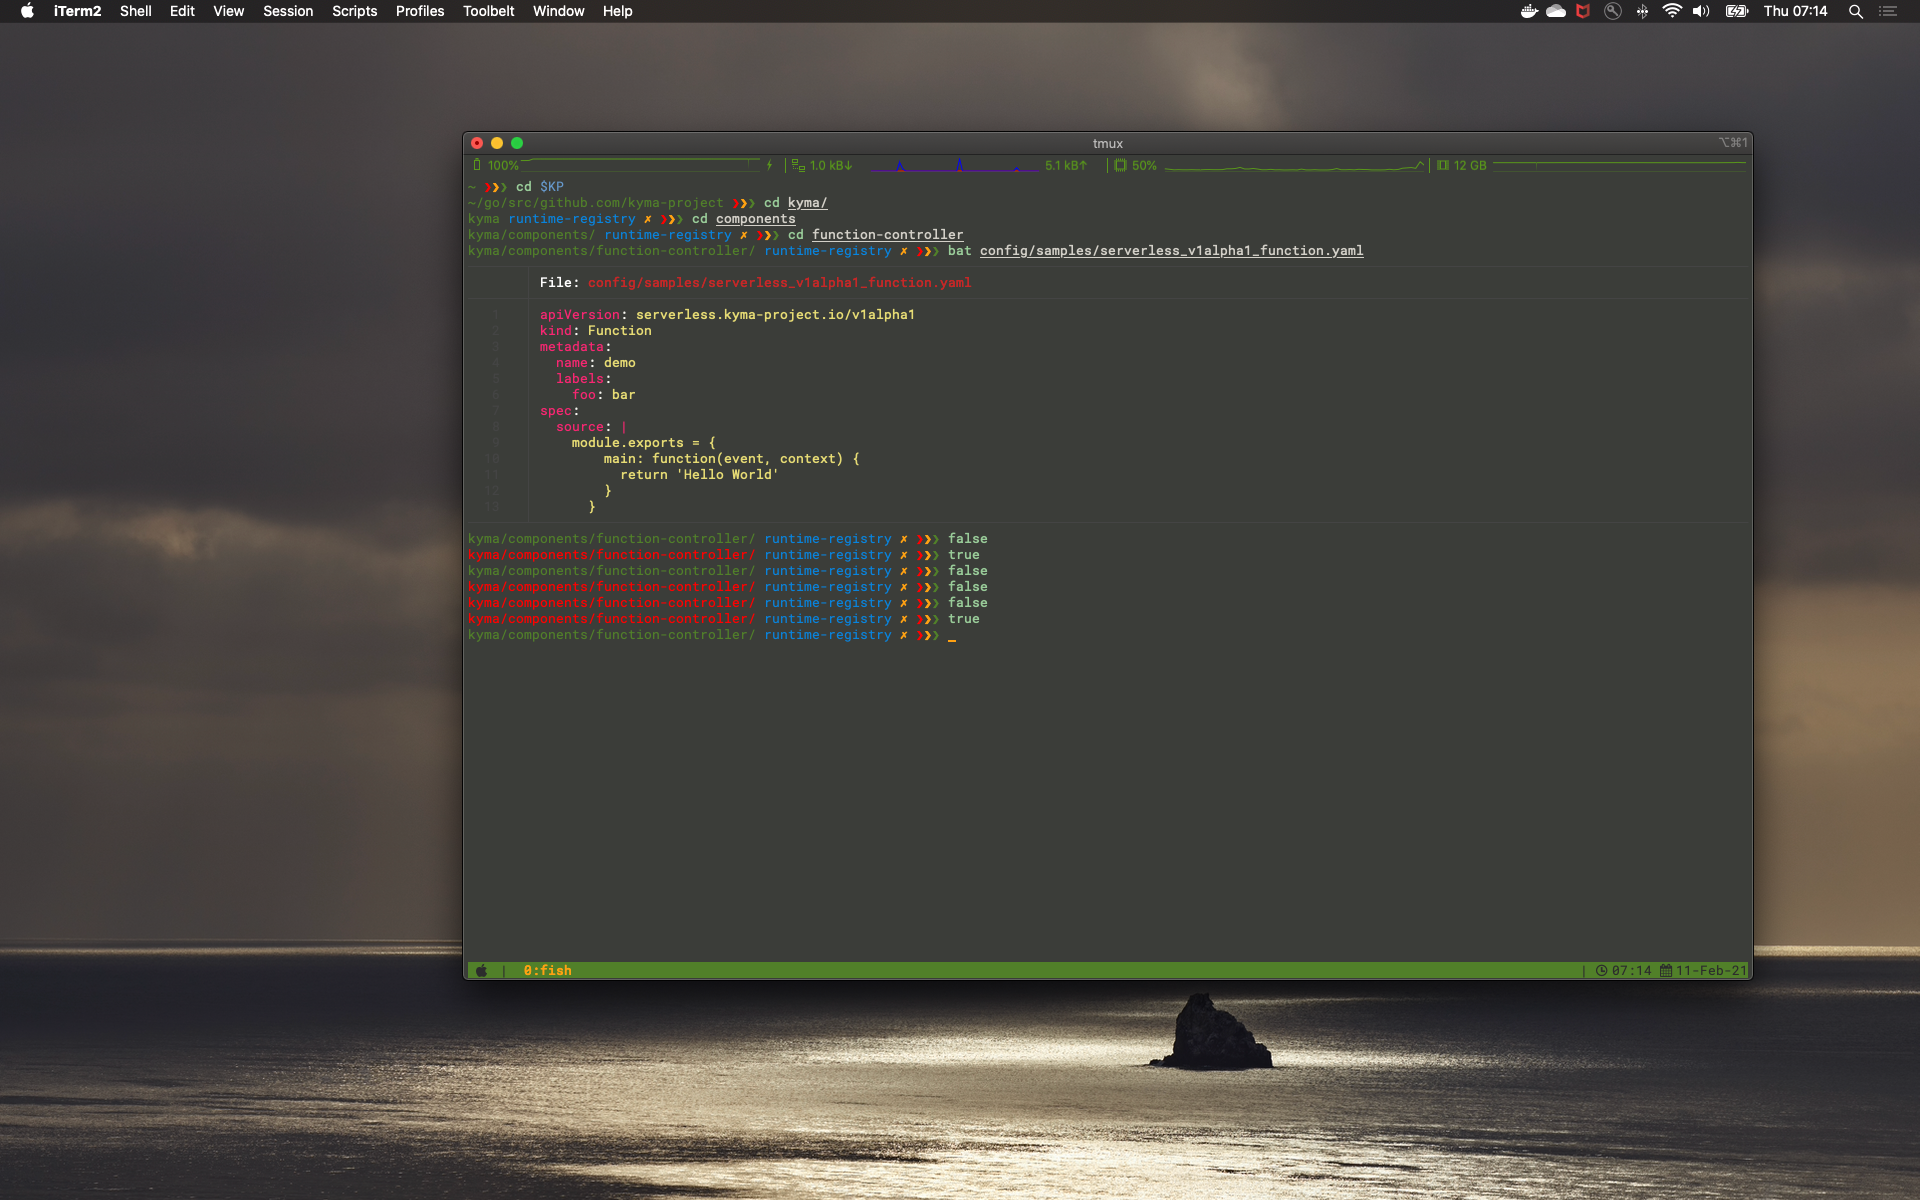 iTerm2 Shell Edit View Session Scripts Profiles Toolbelt Window Help Thu 07:14
tmux ⌥⌘1
100% 1.0 kB↓ 5.1 kB↑ 50% 12 GB
~ ❯❯❯ cd $KP
~/go/src/github.com/kyma-project ❯❯❯ cd kyma/
kyma runtime-registry ✗ ❯❯❯ cd components
kyma/components/ runtime-registry ✗ ❯❯❯ cd function-controller
kyma/components/function-controller/ runtime-registry ✗ ❯❯❯ bat config/samples/serverless_v1alpha1_function.yaml
File: config/samples/serverless_v1alpha1_function.yaml
1 apiVersion: serverless.kyma-project.io/v1alpha1
2 kind: Function
3 metadata:
4   name: demo
5   labels:
6     foo: bar
7 spec:
8   source: |
9     module.exports = {
10         main: function(event, context) {
11           return 'Hello World'
12         }
13       }
kyma/components/function-controller/ runtime-registry ✗ ❯❯❯ false
kyma/components/function-controller/ runtime-registry ✗ ❯❯❯ true
kyma/components/function-controller/ runtime-registry ✗ ❯❯❯ false
kyma/components/function-controller/ runtime-registry ✗ ❯❯❯ false
kyma/components/function-controller/ runtime-registry ✗ ❯❯❯ false
kyma/components/function-controller/ runtime-registry ✗ ❯❯❯ true
kyma/components/function-controller/ runtime-registry ✗ ❯❯❯ _
| 0:fish | 07:14 11-Feb-21